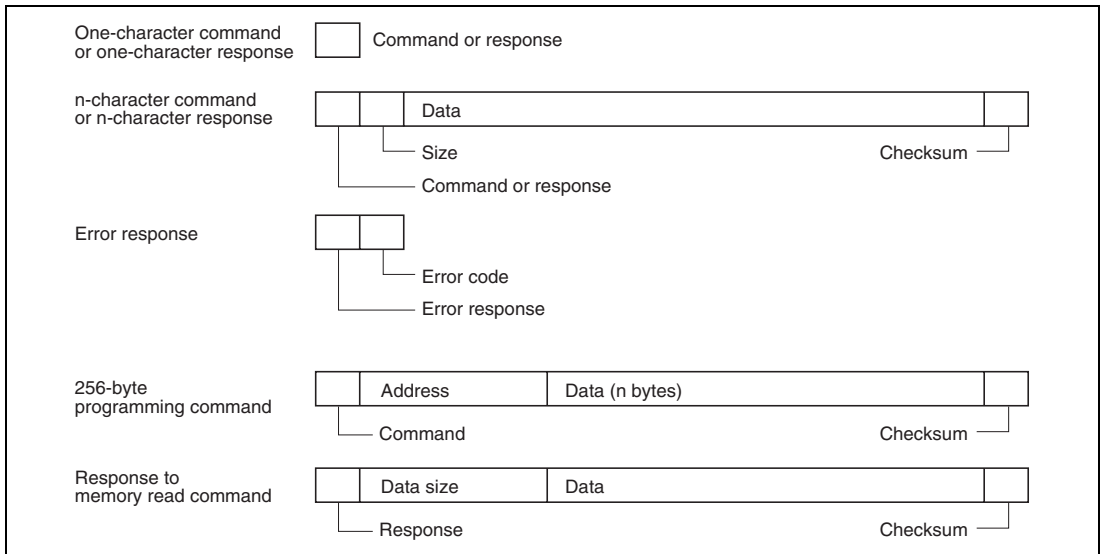 One-character command
or one-character response
Command or response
n-character command
or n-character response
Data
Size
Checksum
Command or response
Error response
Error code
Error response
256-byte
programming command
Address
Data (n bytes)
Command
Checksum
Response to
memory read command
Data size
Data
Response
Checksum